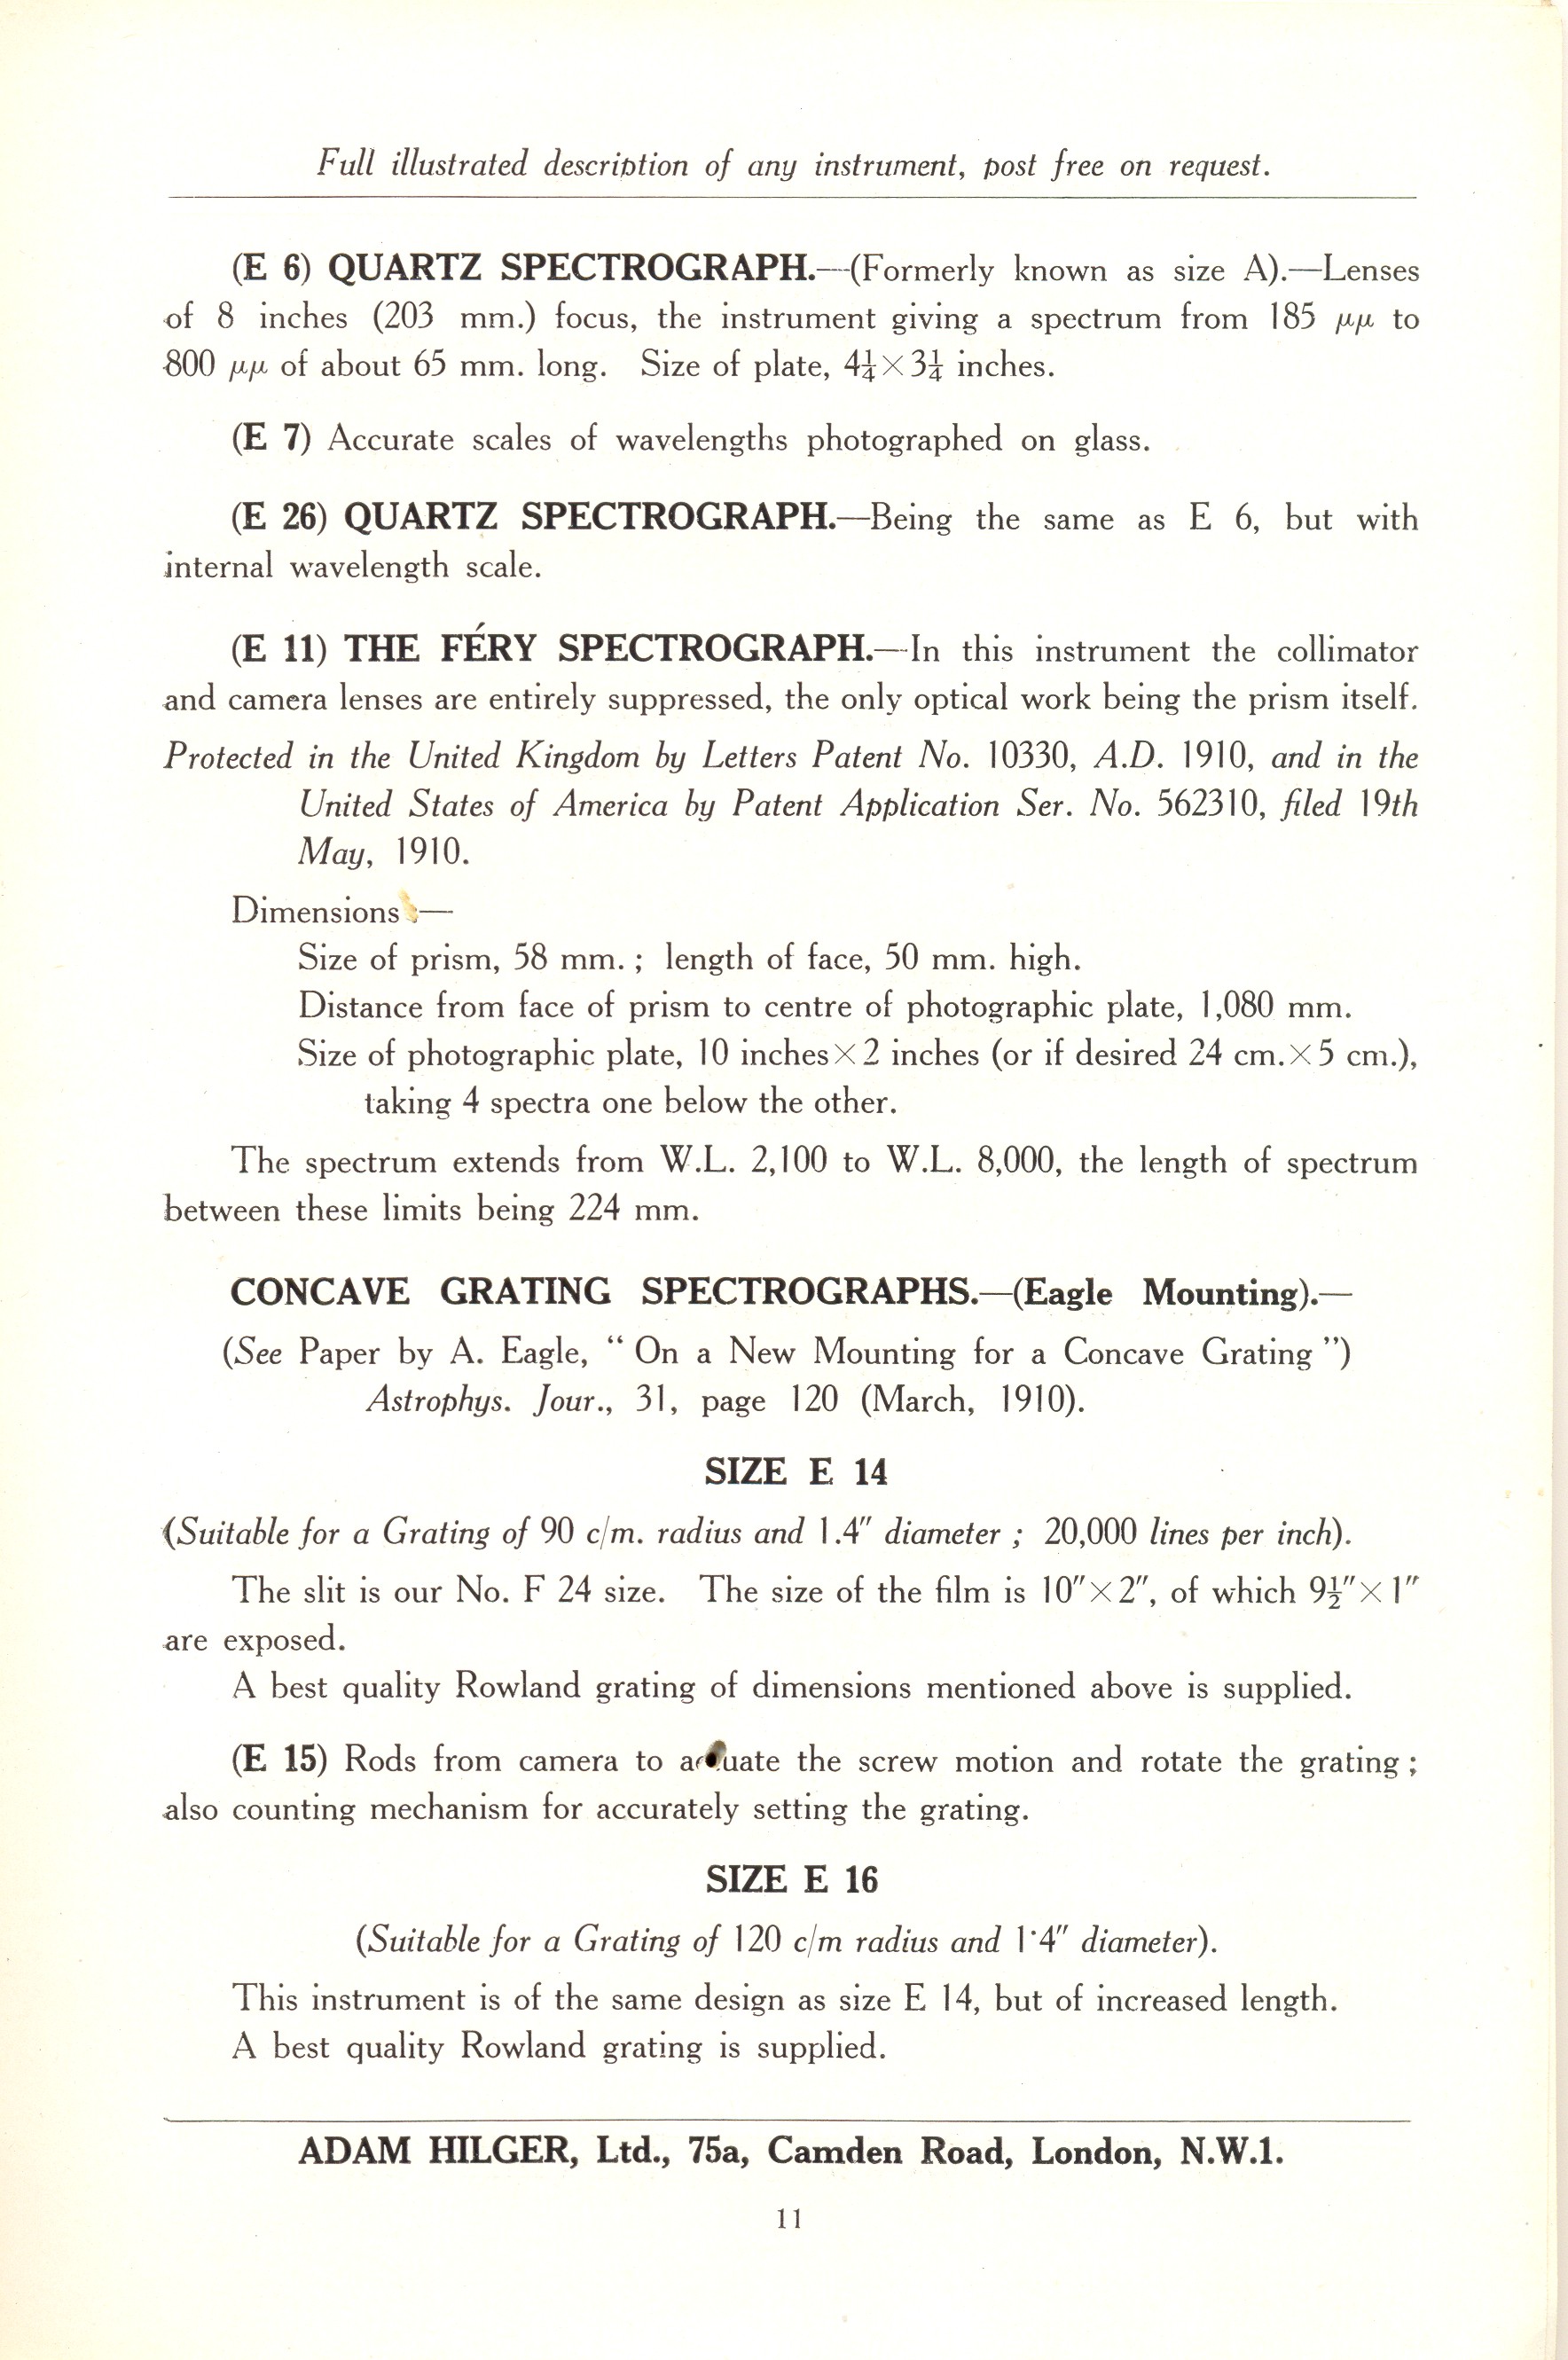 Full illustrated description of any instrument, post free on request.
(E 6) QUARTZ SPECTROGRAPH.—(Formerly known as size A).—Lenses
of 8 inches (203 mm.) focus, the instrument giving a spectrum from 185 μμ to
800 μμ of about 65 mm. long. Size of plate, 4¼×3¼ inches.
(E 7) Accurate scales of wavelengths photographed on glass.
(E 26) QUARTZ SPECTROGRAPH.—Being the same as E 6, but with
internal wavelength scale.
(E 11) THE FÉRY SPECTROGRAPH.—In this instrument the collimator
and camera lenses are entirely suppressed, the only optical work being the prism itself.
Protected in the United Kingdom by Letters Patent No. 10330, A.D. 1910, and in the
United States of America by Patent Application Ser. No. 562310, filed 19th
May, 1910.
Dimensions :—
Size of prism, 58 mm. ; length of face, 50 mm. high.
Distance from face of prism to centre of photographic plate, 1,080 mm.
Size of photographic plate, 10 inches×2 inches (or if desired 24 cm.×5 cm.),
taking 4 spectra one below the other.
The spectrum extends from W.L. 2,100 to W.L. 8,000, the length of spectrum
between these limits being 224 mm.
CONCAVE GRATING SPECTROGRAPHS.—(Eagle Mounting).—
(See Paper by A. Eagle, “ On a New Mounting for a Concave Grating ”)
Astrophys. Jour., 31, page 120 (March, 1910).
SIZE E 14
(Suitable for a Grating of 90 c/m. radius and 1.4″ diameter ; 20,000 lines per inch).
The slit is our No. F 24 size. The size of the film is 10″×2″, of which 9½″×1″
are exposed.
A best quality Rowland grating of dimensions mentioned above is supplied.
(E 15) Rods from camera to actuate the screw motion and rotate the grating ;
also counting mechanism for accurately setting the grating.
SIZE E 16
(Suitable for a Grating of 120 c/m radius and 1·4″ diameter).
This instrument is of the same design as size E 14, but of increased length.
A best quality Rowland grating is supplied.
ADAM HILGER, Ltd., 75a, Camden Road, London, N.W.1.
11